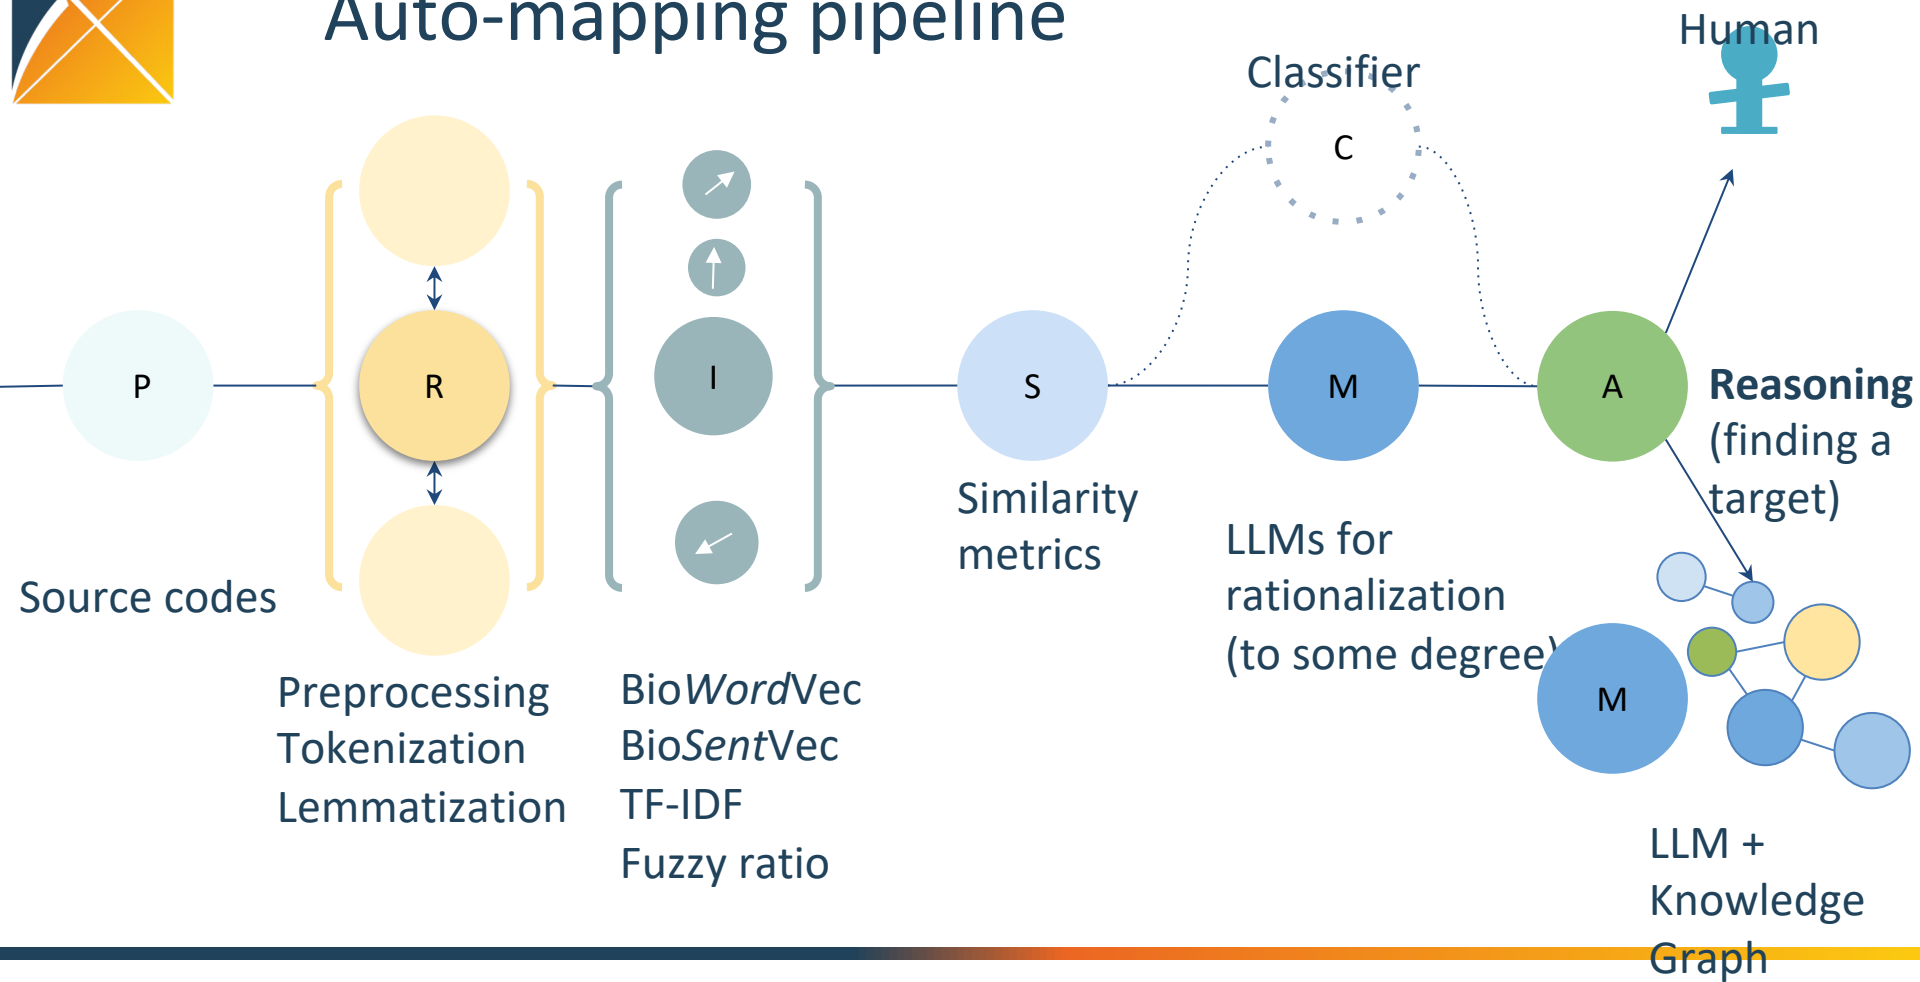 Auto-mapping pipeline
Human
Classifier
C
P
R
I
S
M
A
Reasoning
(finding a
target)
Similarity
metrics
LLMs for
rationalization
(to some degree)
Source codes
Preprocessing
Tokenization
Lemmatization
BioWordVec
BioSentVec
TF-IDF
Fuzzy ratio
M
LLM +
Knowledge
Graph